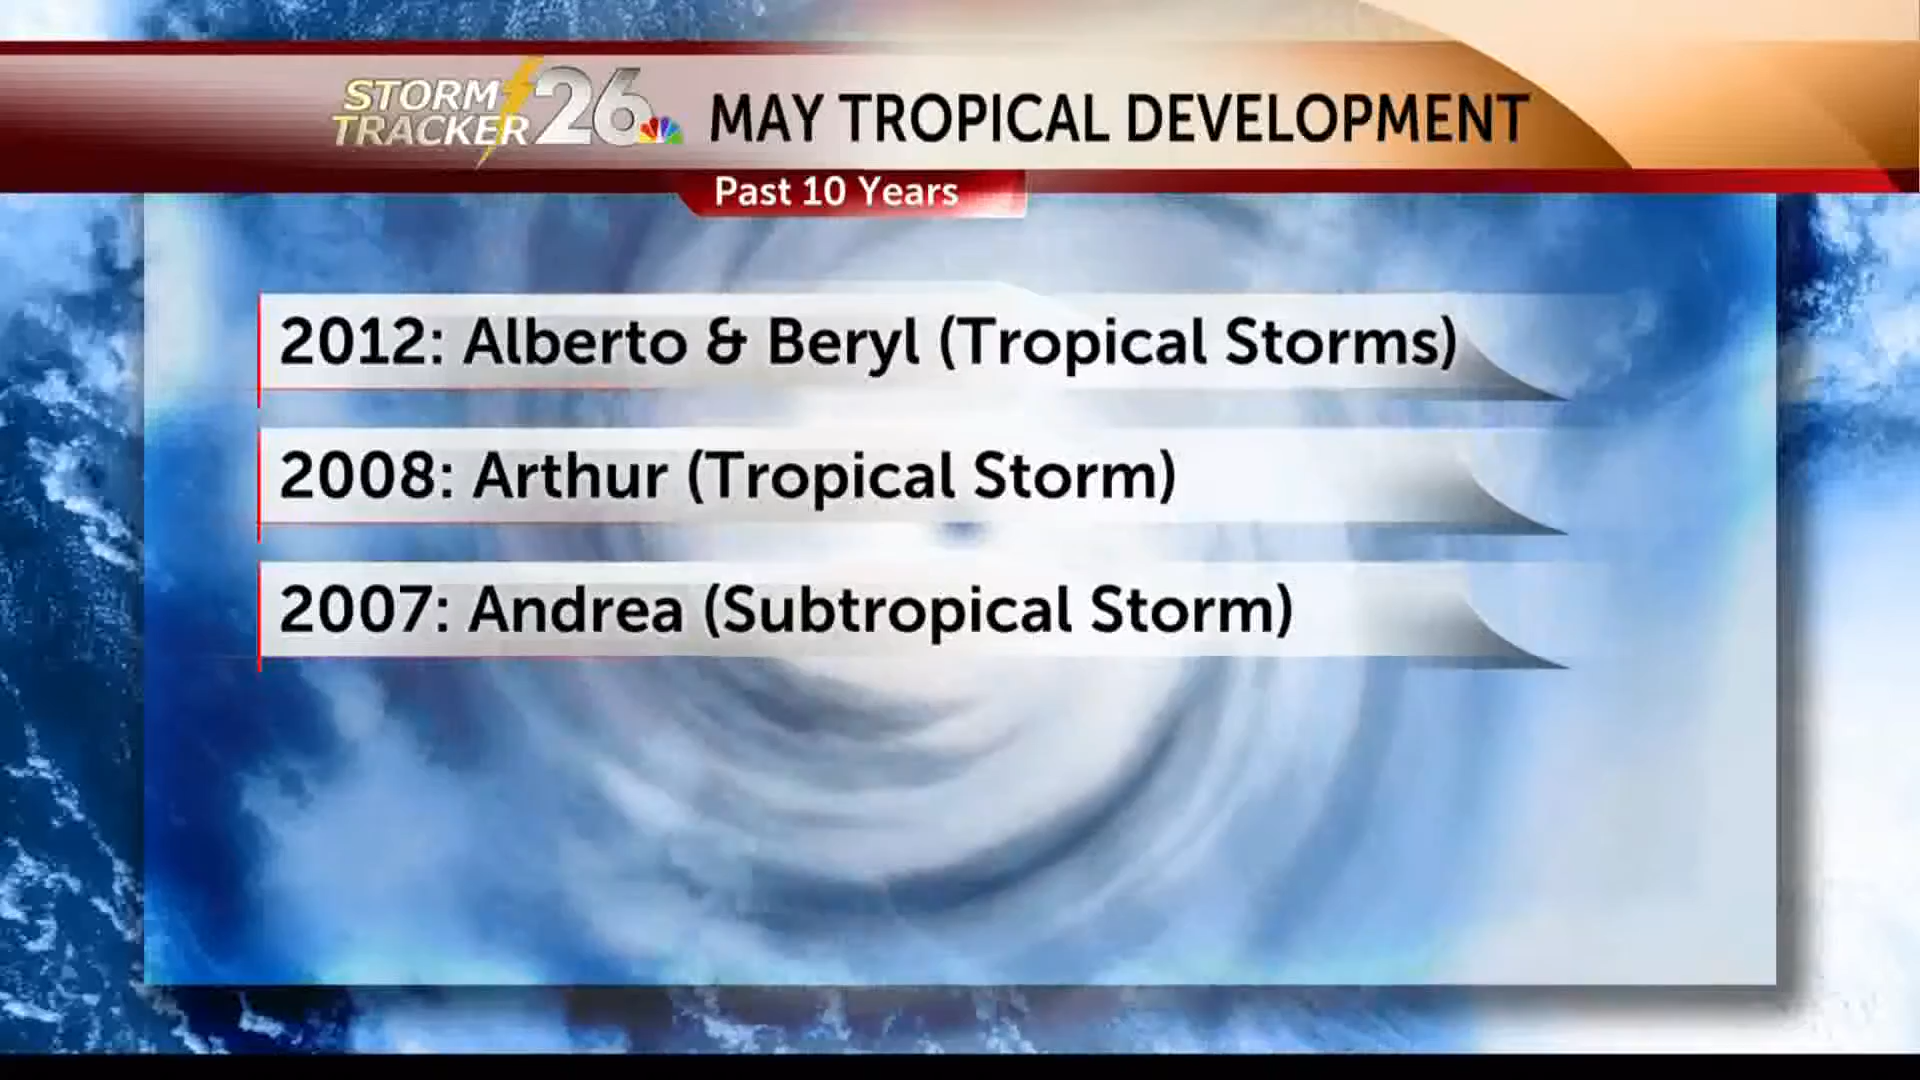 STORM TRACKER 26
MAY TROPICAL DEVELOPMENT
Past 10 Years
2012: Alberto & Beryl (Tropical Storms)
2008: Arthur (Tropical Storm)
2007: Andrea (Subtropical Storm)